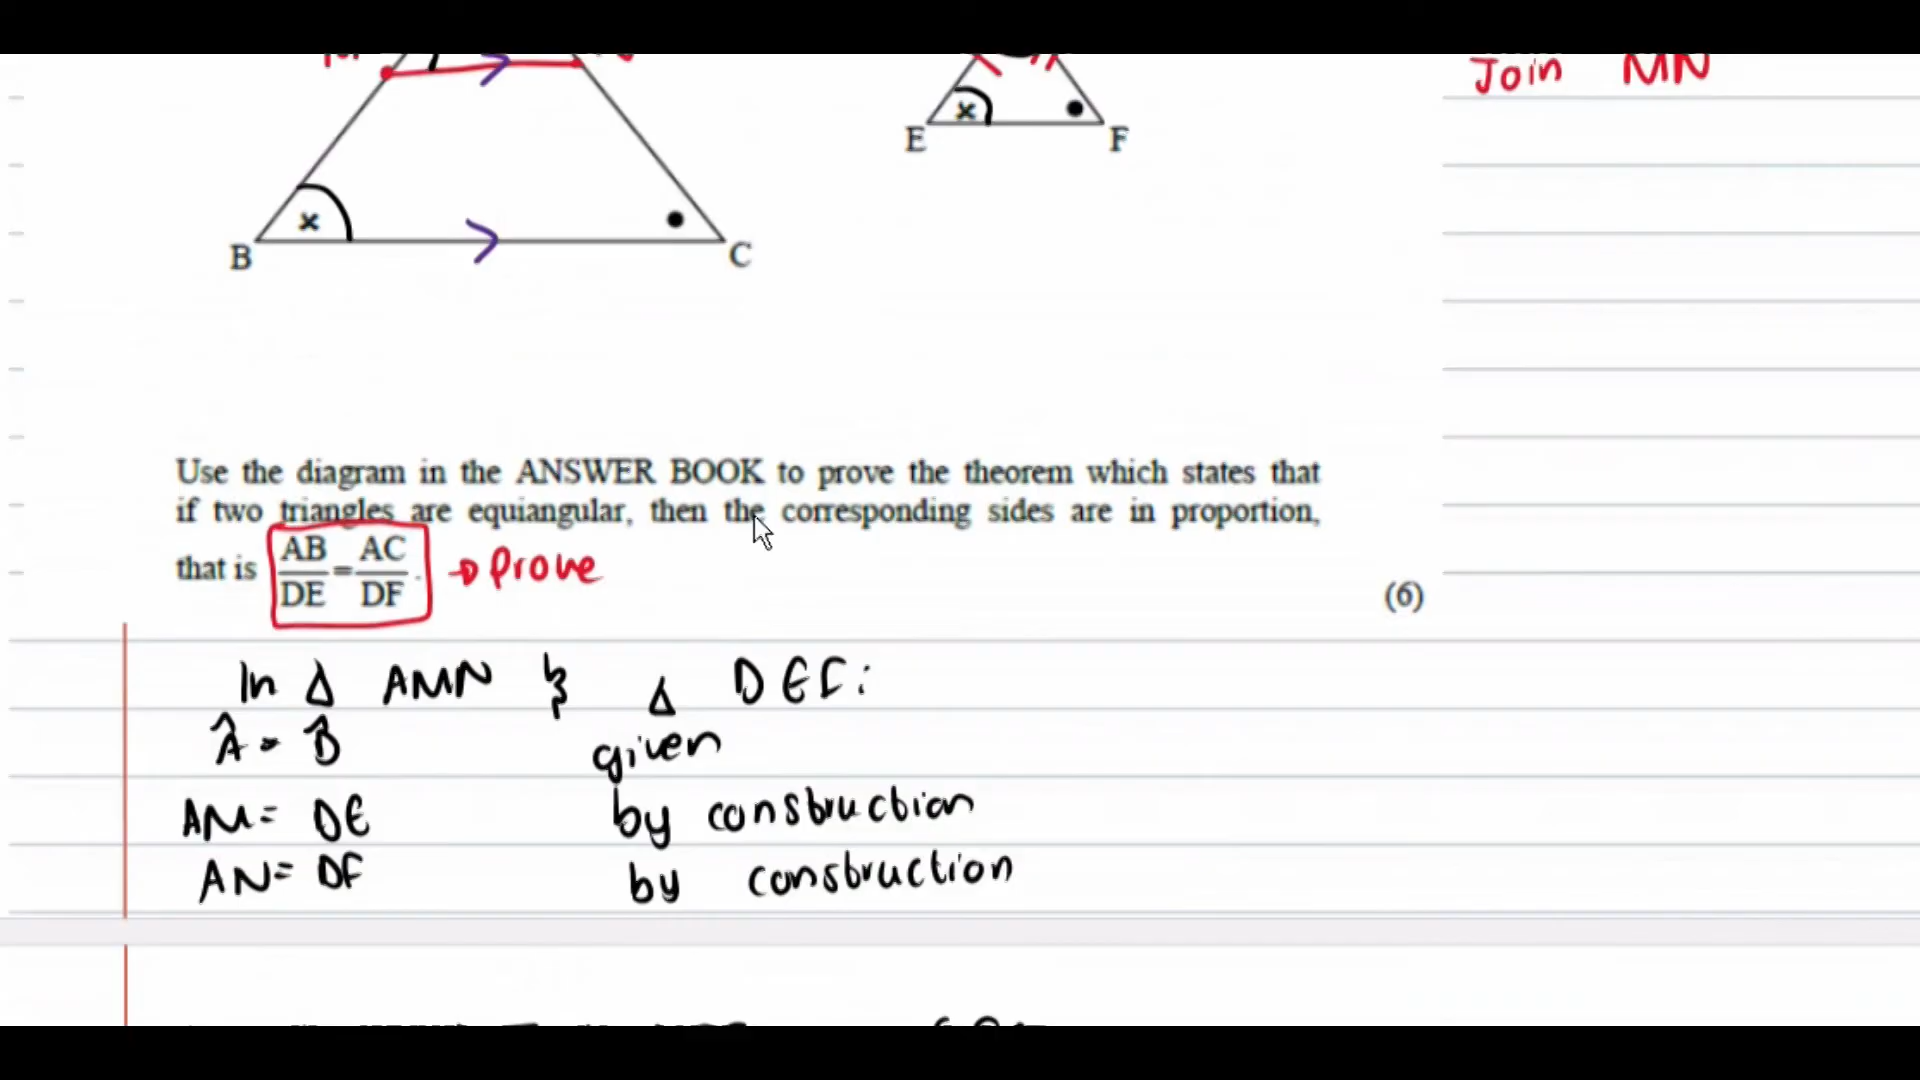 Join MN
E
F
B
C
Use the diagram in the ANSWER BOOK to prove the theorem which states that
if two triangles are equiangular, then the corresponding sides are in proportion,
that is AB/DE = AC/DF. → Prove
(6)
In Δ AMN & Δ DEF:
Â = D̂ given
AM = DE by construction
AN = DF by construction